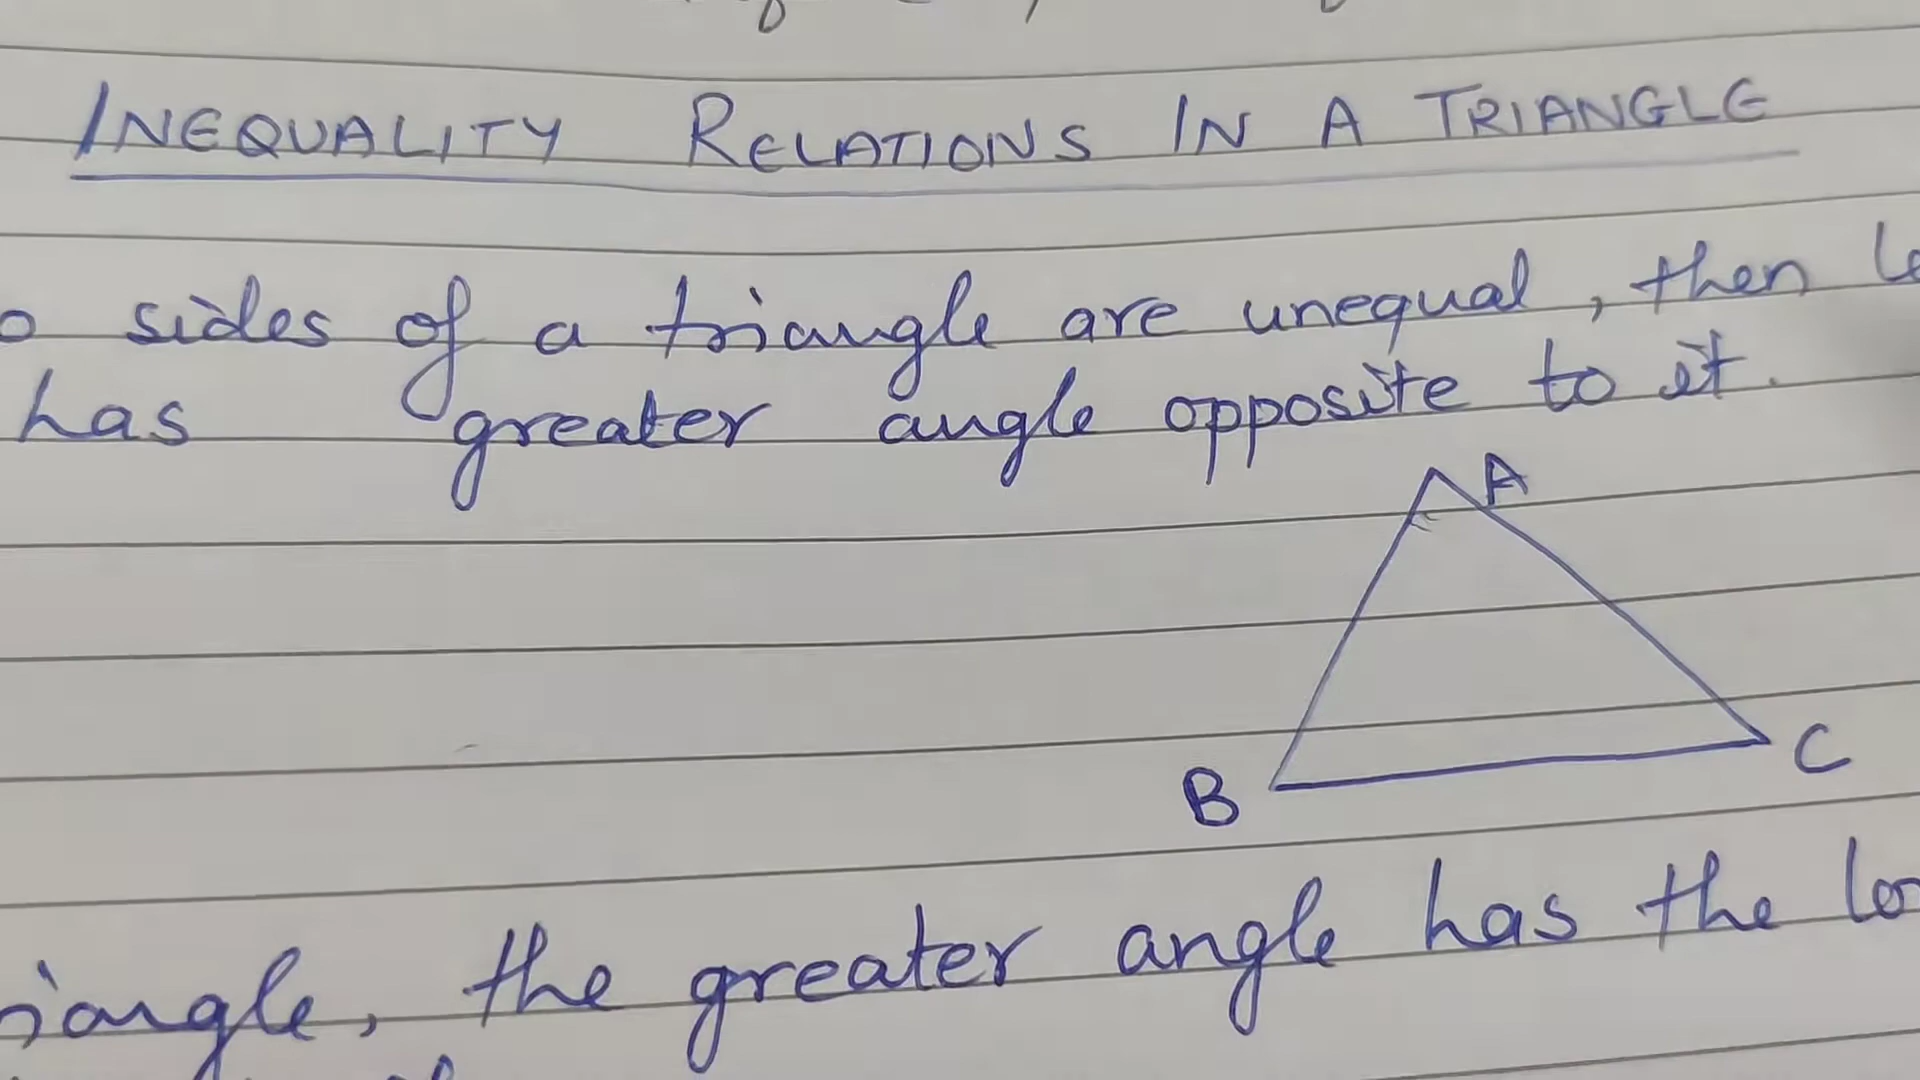 INEQUALITY RELATIONS IN A TRIANGLE
sides of a triangle are unequal, then
has greater angle opposite to it.
A
B
C
the greater angle has the